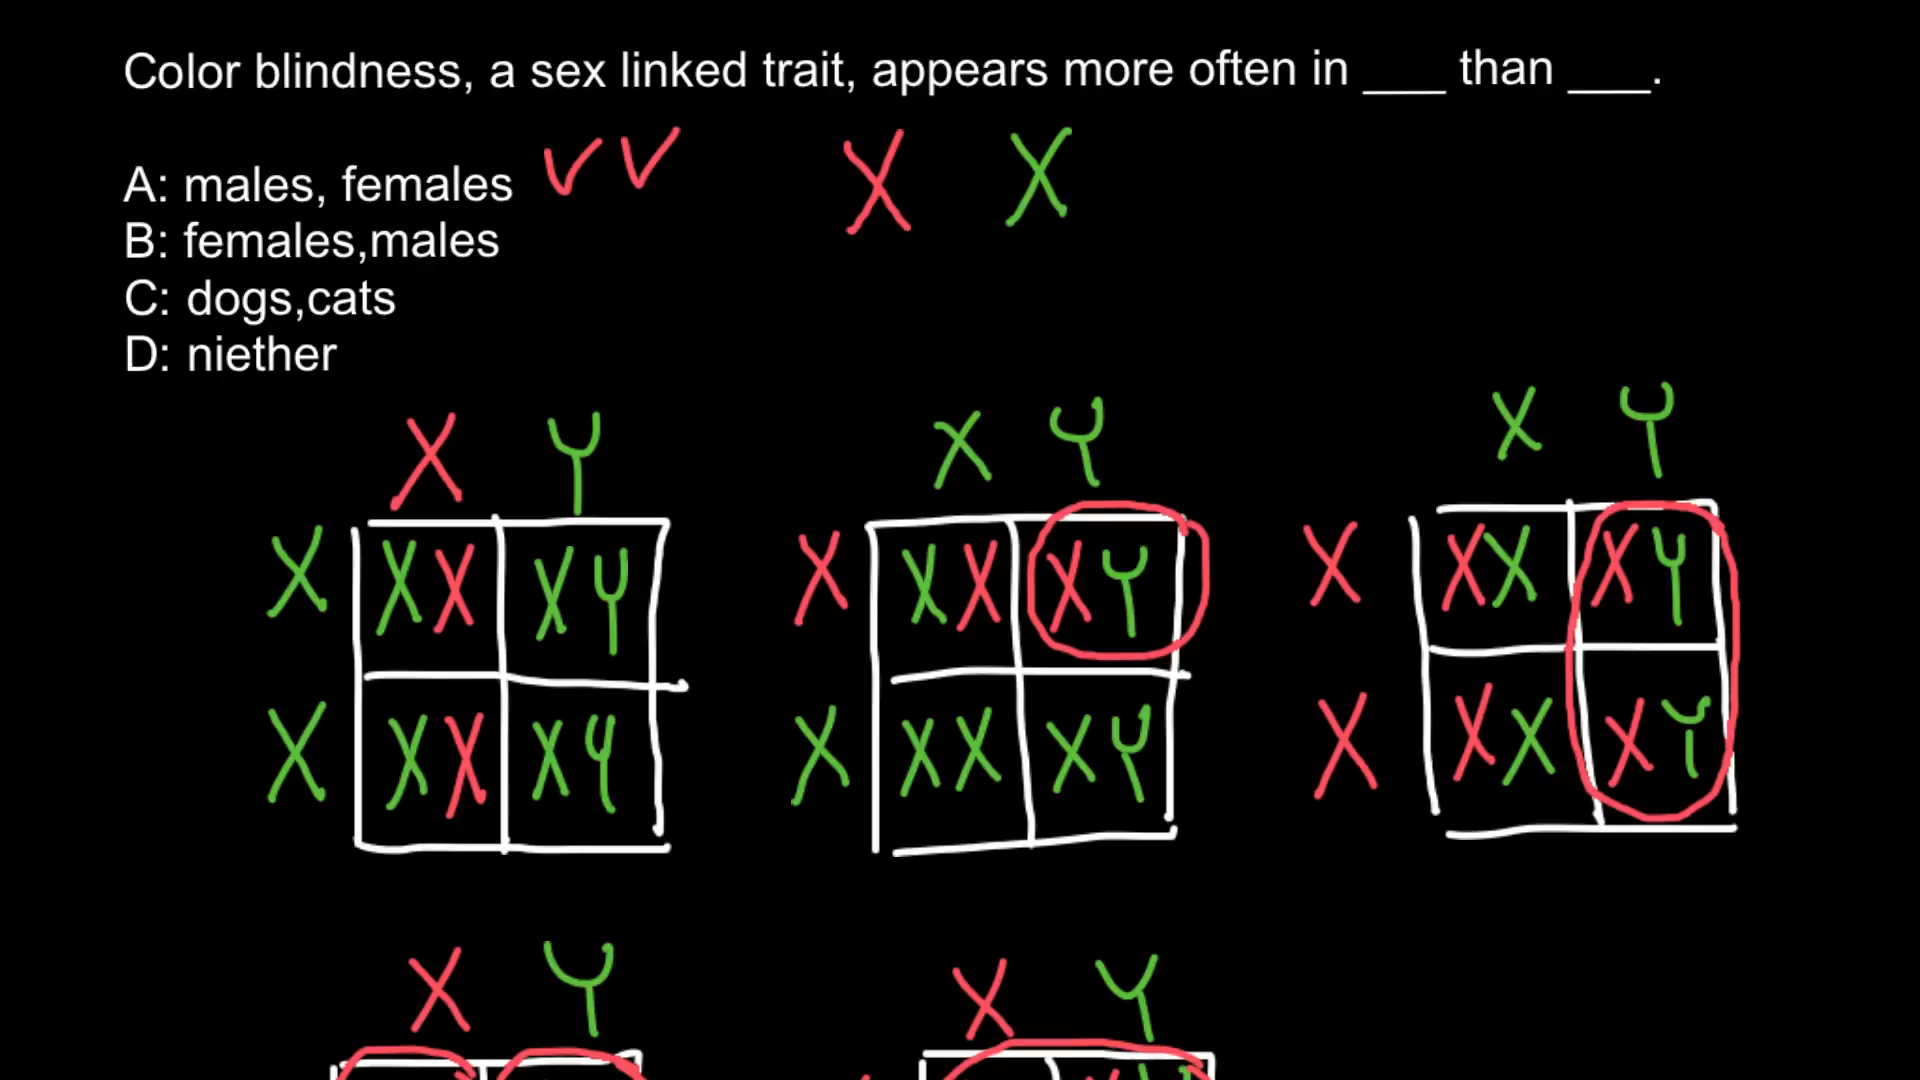 Color blindness, a sex linked trait, appears more often in ___ than ___.
A: males, females
B: females,males
C: dogs,cats
D: niether
X X
X Y
X XX XY
X XX XY
X Y
X XX XY
X XX XY
X Y
X XX XY
X XX XY
X Y
X Y